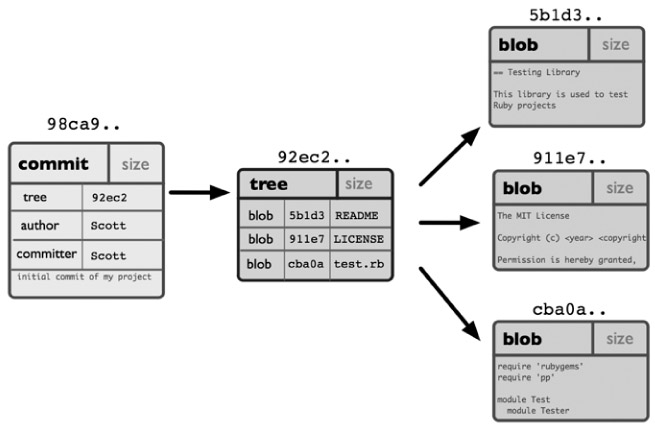 98ca9..
commit size
tree 92ec2
author Scott
committer Scott
initial commit of my project
92ec2..
tree size
blob 5b1d3 README
blob 911e7 LICENSE
blob cba0a test.rb
5b1d3..
blob size
== Testing Library
This library is used to test
Ruby projects
911e7..
blob size
The MIT License
Copyright (c) <year> <copyright
Permission is hereby granted,
cba0a..
blob size
require 'rubygems'
require 'pp'
module Test
module Tester